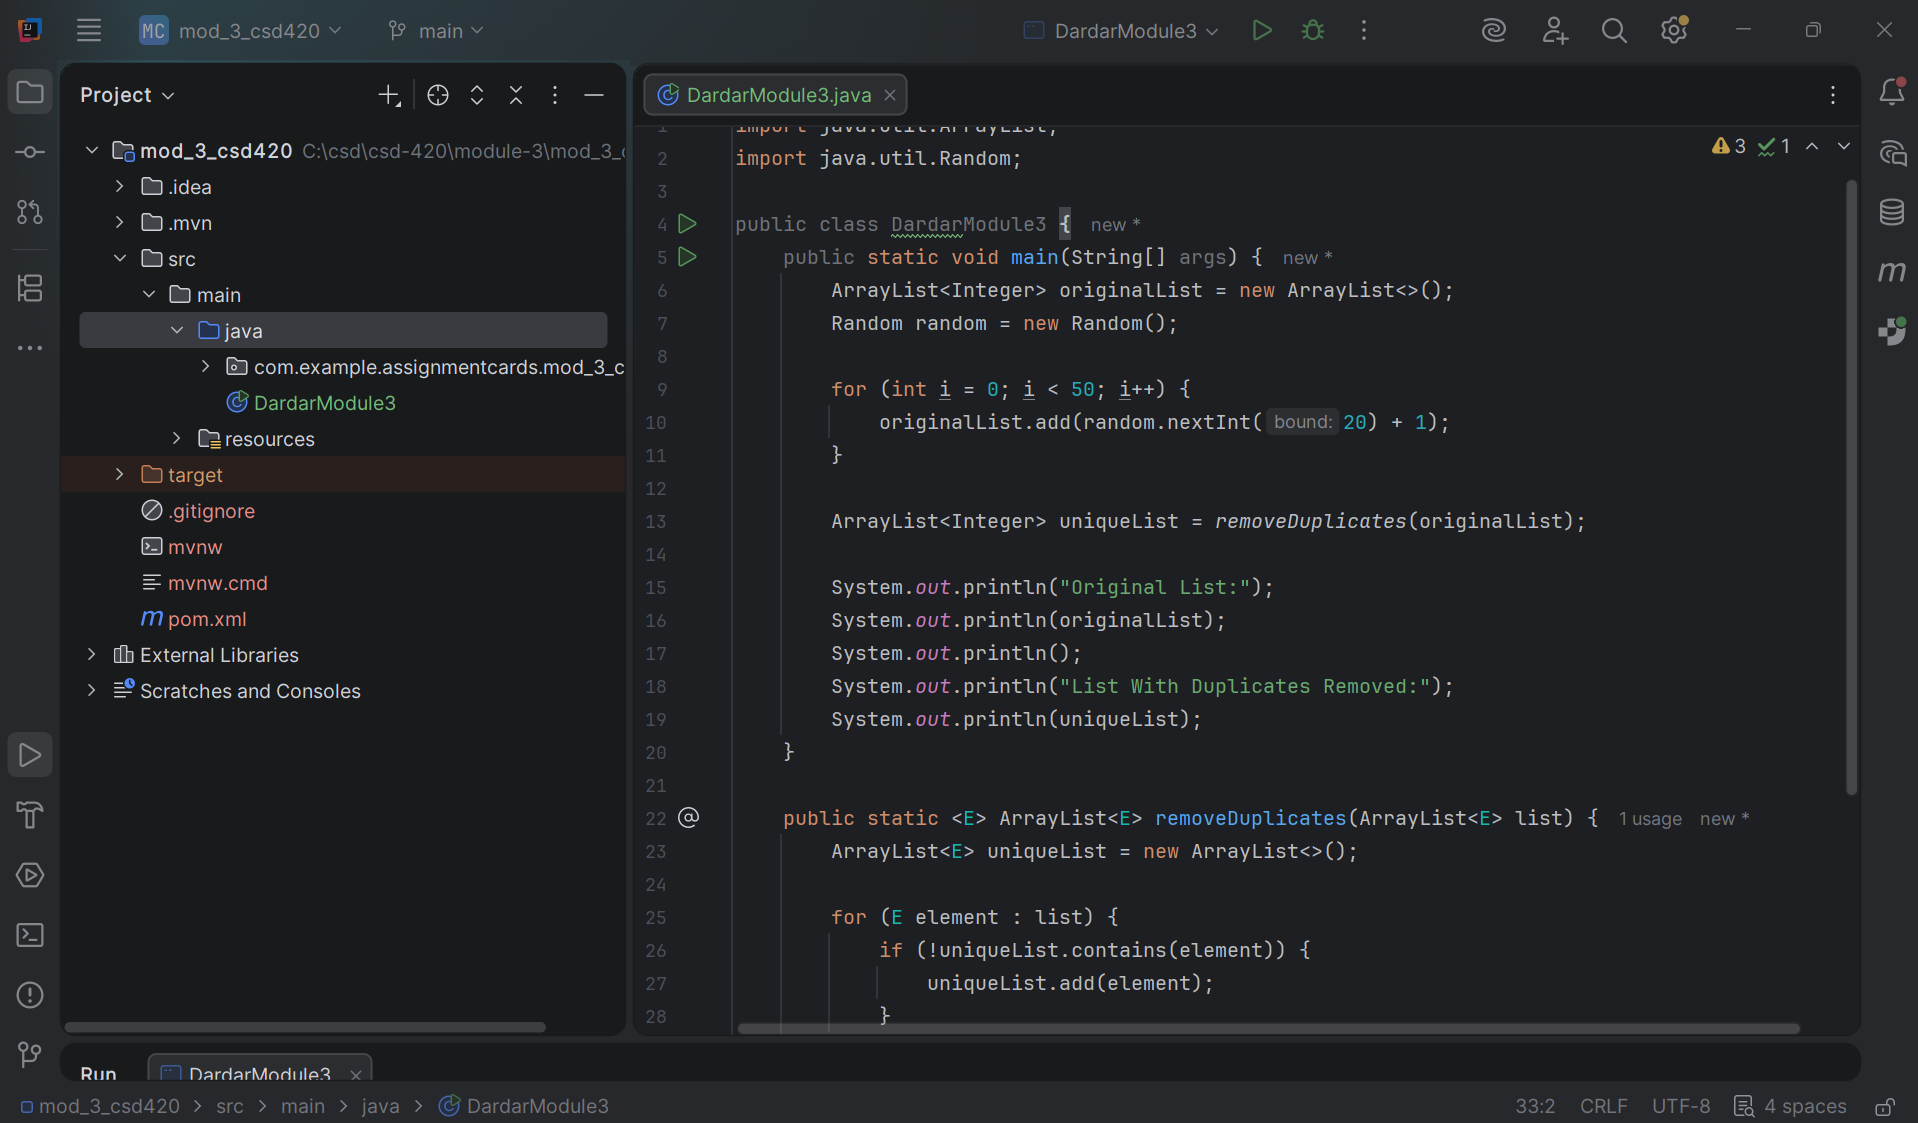 MC mod_3_csd420 main DardarModule3
Project
DardarModule3.java
mod_3_csd420 C:\csd\csd-420\module-3\mod_3_
.idea
.mvn
src
main
java
com.example.assignmentcards.mod_3_c
DardarModule3
resources
target
.gitignore
mvnw
mvnw.cmd
m pom.xml
External Libraries
Scratches and Consoles
3 1
1 import java.util.ArrayList;
2 import java.util.Random;
3
4 public class DardarModule3 { new *
5 public static void main(String[] args) { new *
6 ArrayList<Integer> originalList = new ArrayList<>();
7 Random random = new Random();
8
9 for (int i = 0; i < 50; i++) {
10 originalList.add(random.nextInt( bound: 20) + 1);
11 }
12
13 ArrayList<Integer> uniqueList = removeDuplicates(originalList);
14
15 System.out.println("Original List:");
16 System.out.println(originalList);
17 System.out.println();
18 System.out.println("List With Duplicates Removed:");
19 System.out.println(uniqueList);
20 }
21
22 @ public static <E> ArrayList<E> removeDuplicates(ArrayList<E> list) { 1 usage new *
23 ArrayList<E> uniqueList = new ArrayList<>();
24
25 for (E element : list) {
26 if (!uniqueList.contains(element)) {
27 uniqueList.add(element);
28 }
m
Run DardarModule3
mod_3_csd420 > src > main > java > DardarModule3
33:2 CRLF UTF-8 4 spaces